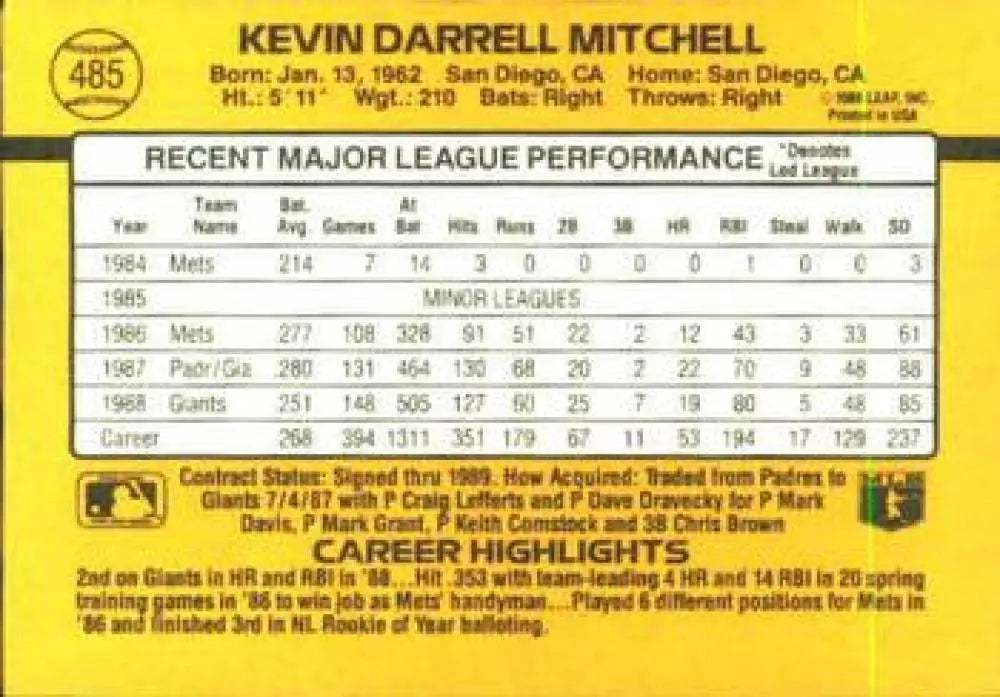 485
KEVIN DARRELL MITCHELL
Born: Jan. 13, 1962 San Diego, CA Home: San Diego, CA
Ht.: 5' 11" Wgt.: 210 Bats: Right Throws: Right
LEAF, INC.
Printed in USA
RECENT MAJOR LEAGUE PERFORMANCE *Denotes Led League
Year Team Name Bat. Avg. Games At Bat Hits Runs 2B 3B HR RBI Steal Walk SO
1984 Mets .214 7 14 3 0 0 0 0 1 0 0 3
1985 MINOR LEAGUES
1986 Mets .277 108 328 91 51 22 2 12 43 3 33 61
1987 Padr/Gia .280 131 464 130 68 20 2 22 70 9 48 88
1988 Giants .251 148 505 127 60 25 7 19 80 5 48 85
Career .268 394 1311 351 179 67 11 53 194 17 129 237
Contract Status: Signed thru 1989. How Acquired: Traded from Padres to
Giants 7/4/87 with P Craig Lefferts and P Dave Dravecky for P Mark
Davis, P Mark Grant, P Keith Comstock and 3B Chris Brown
CAREER HIGHLIGHTS
2nd on Giants in HR and RBI in '88...Hit .353 with team-leading 4 HR and 14 RBI in 20 spring
training games in '86 to win job as Mets' handyman...Played 6 different positions for Mets in
'86 and finished 3rd in NL Rookie of Year balloting.